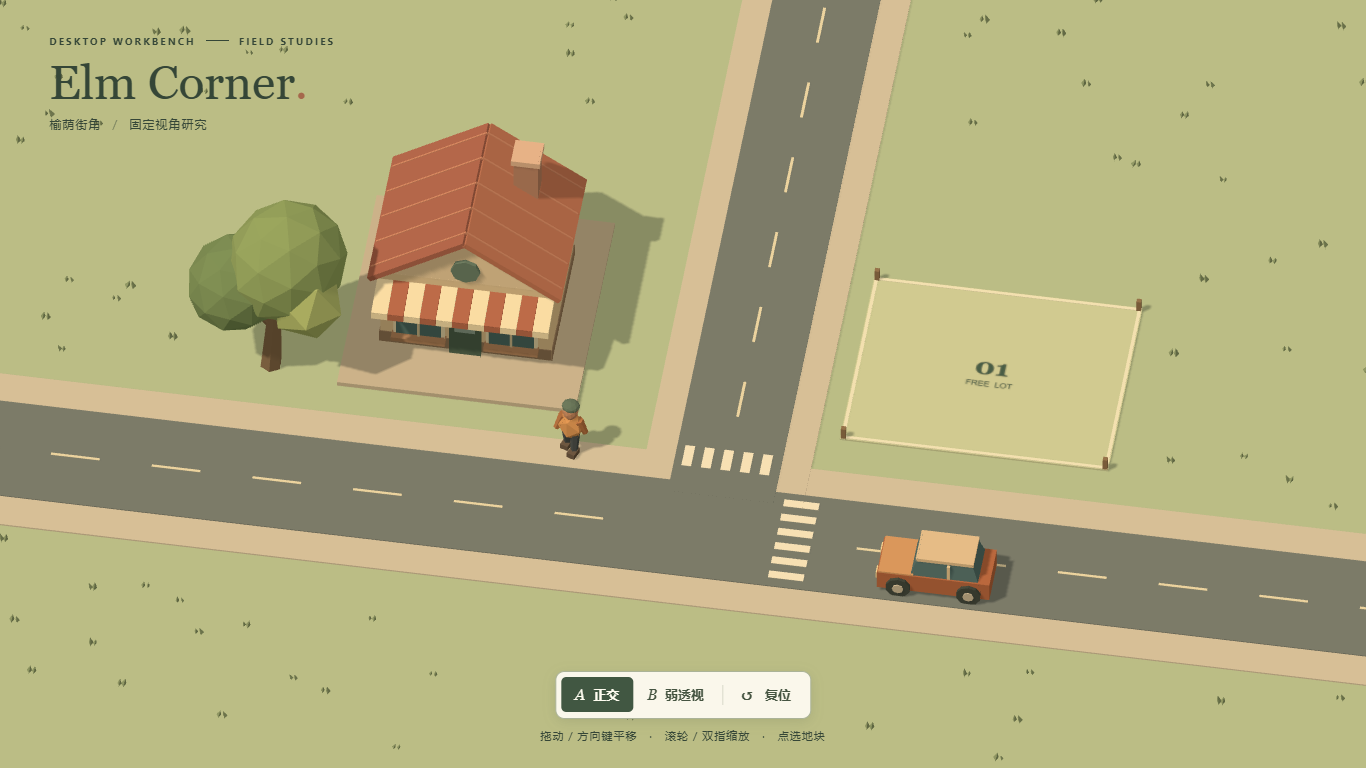 DESKTOP WORKBENCH — FIELD STUDIES
Elm Corner.
榆荫街角 / 固定视角研究
01
FREE LOT
A 正交 B 弱透视 ↺ 复位
拖动 / 方向键平移 · 滚轮 / 双指缩放 · 点选地块